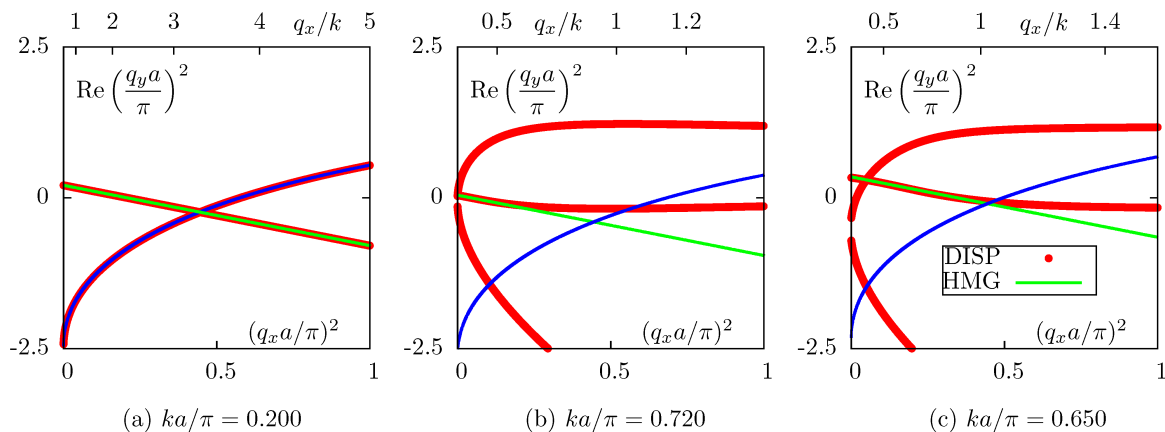 1 2 3 4 q_x/k 5
2.5
Re (q_y a / π)^2
0
-2.5
(q_x a/π)^2
0 0.5 1
(a) ka/π = 0.200
0.5 q_x/k 1 1.2
2.5
Re (q_y a / π)^2
0
-2.5
(q_x a/π)^2
0 0.5 1
(b) ka/π = 0.720
0.5 1 q_x/k 1.4
2.5
Re (q_y a / π)^2
0
DISP
HMG
-2.5
(q_x a/π)^2
0 0.5 1
(c) ka/π = 0.650